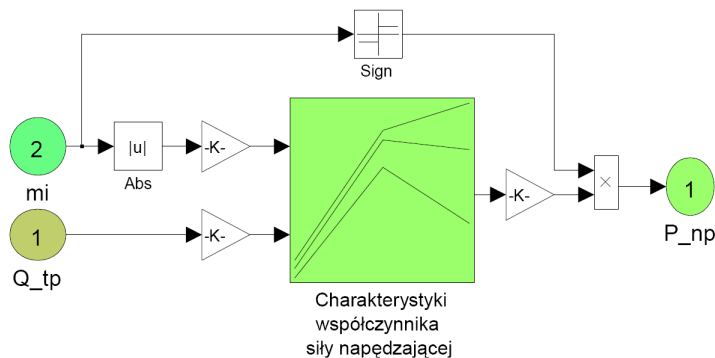 Sign
2
|u|
-K-
mi
Abs
1
-K-
Q_tp
-K-
×
1
P_np
Charakterystyki
współczynnika
siły napędzającej